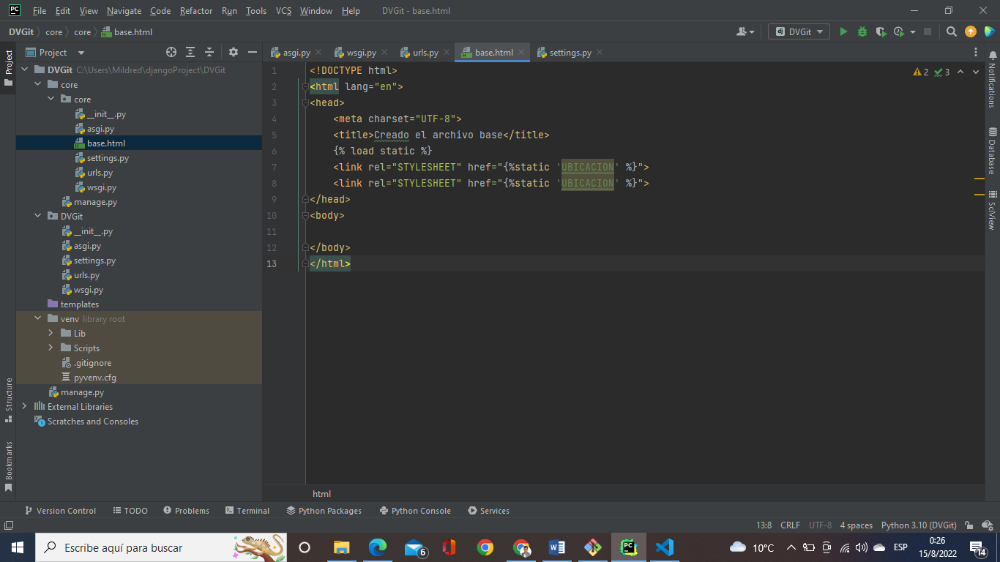 PC File Edit View Navigate Code Refactor Run Tools VCS Window Help DVGit - base.html
DVGit core core base.html
dj DVGit
Project
asgi.py wsgi.py urls.py base.html settings.py
DVGit C:\Users\Mildred\djangoProject\DVGit
core
core
__init__.py
asgi.py
base.html
settings.py
urls.py
wsgi.py
manage.py
DVGit
__init__.py
asgi.py
settings.py
urls.py
wsgi.py
templates
venv library root
Lib
Scripts
.gitignore
pyvenv.cfg
manage.py
External Libraries
Scratches and Consoles
Project
Structure
Bookmarks
1 <!DOCTYPE html>
2 <html lang="en">
3 <head>
4 <meta charset="UTF-8">
5 <title>Creado el archivo base</title>
6 {% load static %}
7 <link rel="STYLESHEET" href="{%static 'UBICACION' %}">
8 <link rel="STYLESHEET" href="{%static 'UBICACION' %}">
9 </head>
10 <body>
11
12 </body>
13 </html>
2 3
Notifications
Database
SciView
html
Version Control TODO Problems Terminal Python Packages Python Console Services
13:8 CRLF UTF-8 4 spaces Python 3.10 (DVGit)
Escribe aquí para buscar
6
PC
10°C
ESP
0:26
15/8/2022
14